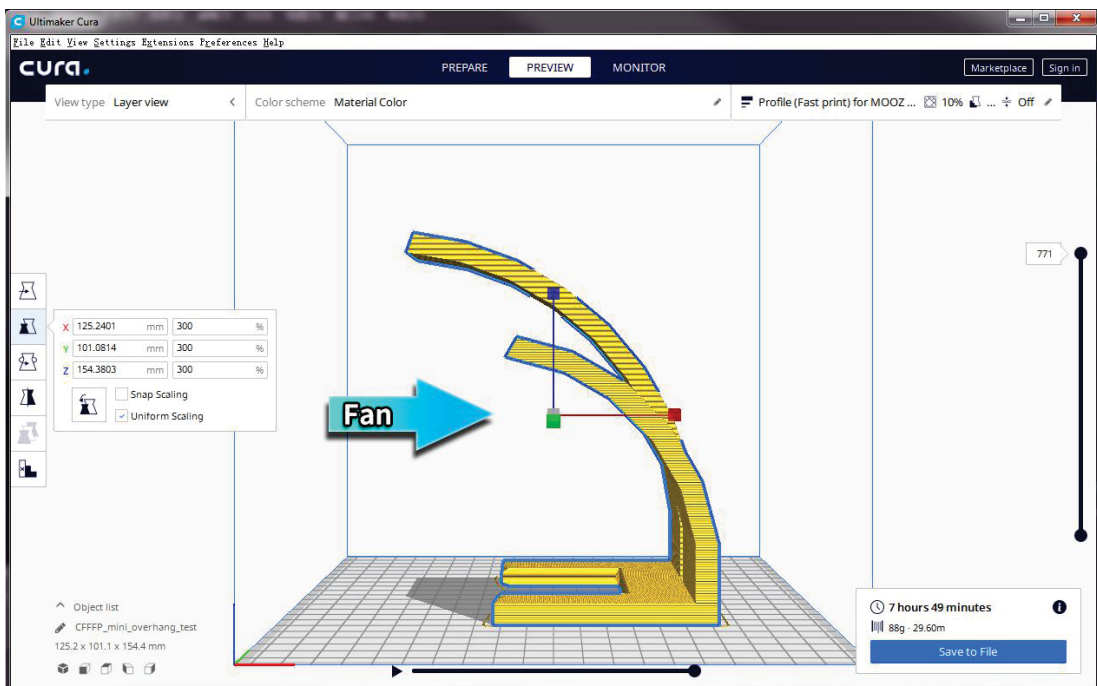 Ultimaker Cura
File Edit View Settings Extensions Preferences Help
cura.
PREPARE PREVIEW MONITOR
Marketplace Sign in
View type Layer view
Color scheme Material Color
Profile (Fast print) for MOOZ ... 10% ... Off
771
X 125.2401 mm 300 %
Y 101.0814 mm 300 %
Z 154.3803 mm 300 %
Snap Scaling
Uniform Scaling
Fan
Object list
CFFFP_mini_overhang_test
125.2 x 101.1 x 154.4 mm
7 hours 49 minutes
88g · 29.60m
Save to File